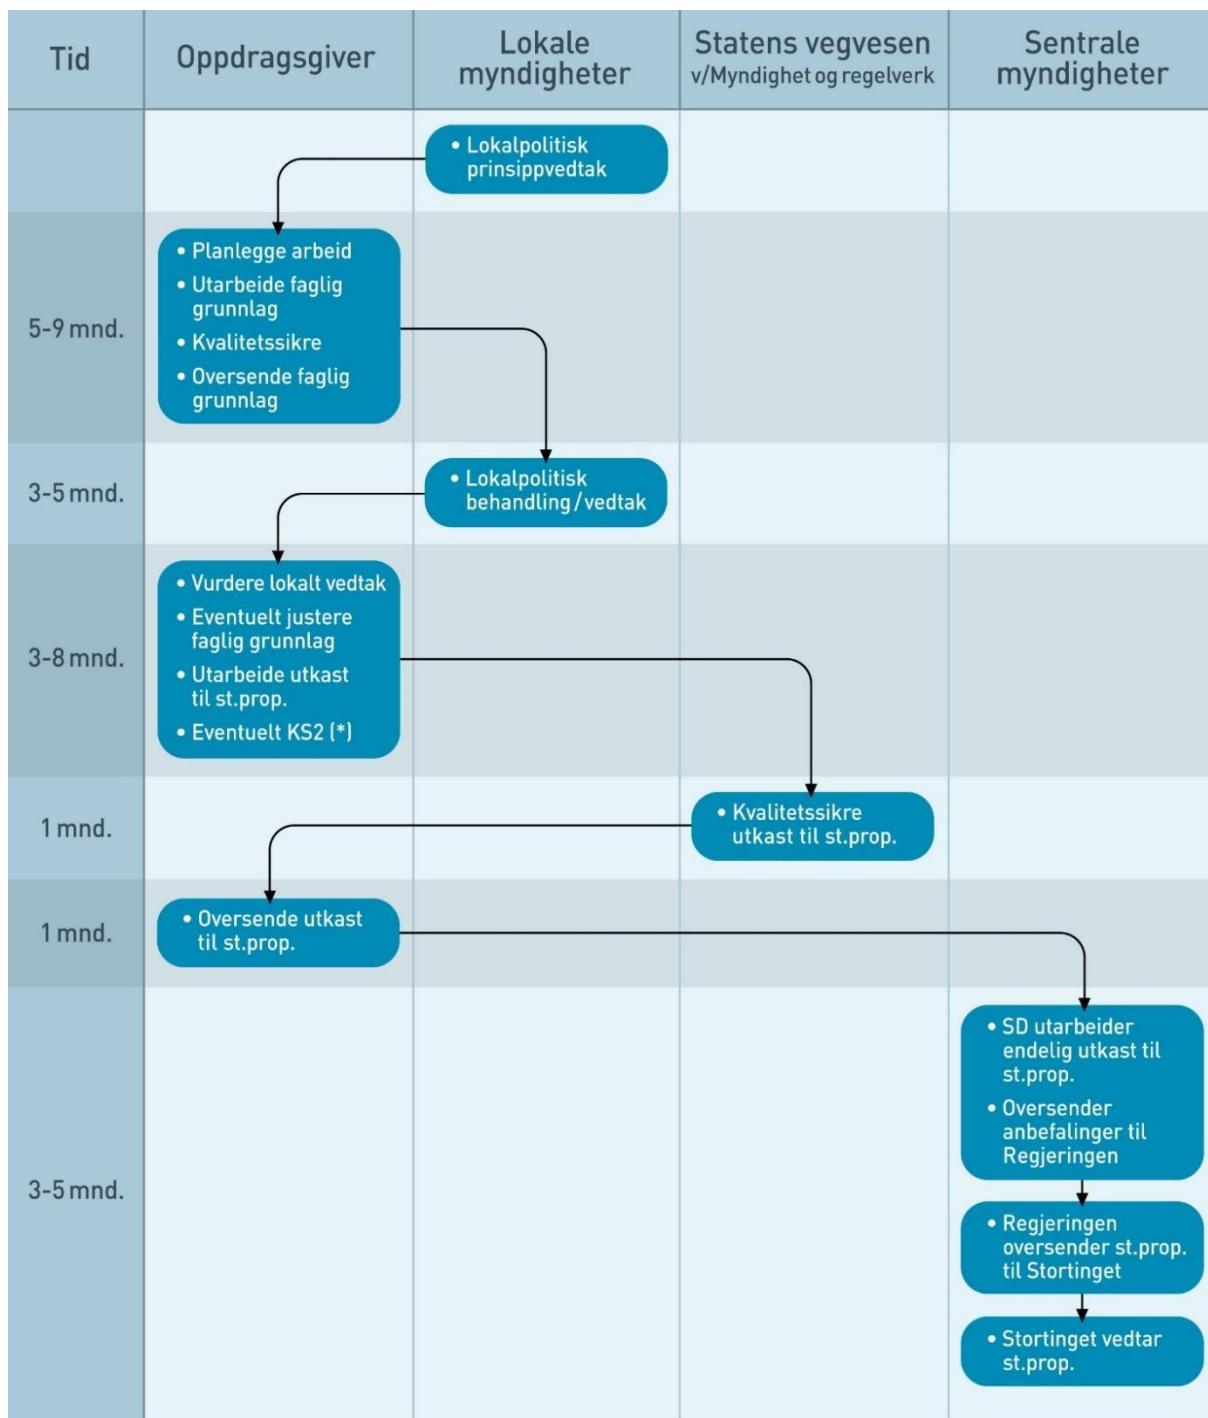 Tid
Oppdragsgiver
Lokale
myndigheter
Statens vegvesen
v/Myndighet og regelverk
Sentrale
myndigheter
• Lokalpolitisk
prinsippvedtak
5-9 mnd.
• Planlegge arbeid
• Utarbeide faglig
grunnlag
• Kvalitetssikre
• Oversende faglig
grunnlag
3-5 mnd.
• Lokalpolitisk
behandling/vedtak
3-8 mnd.
• Vurdere lokalt vedtak
• Eventuelt justere
faglig grunnlag
• Utarbeide utkast
til st.prop.
• Eventuelt KS2 (*)
1 mnd.
• Kvalitetssikre
utkast til st.prop.
1 mnd.
• Oversende utkast
til st.prop.
3-5 mnd.
• SD utarbeider
endelig utkast til
st.prop.
• Oversender
anbefalinger til
Regjeringen
• Regjeringen
oversender st.prop.
til Stortinget
• Stortinget vedtar
st.prop.